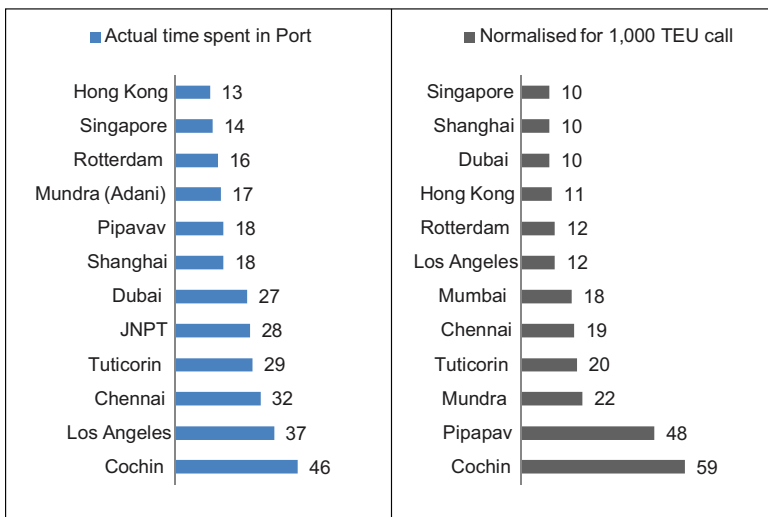 Actual time spent in Port
Hong Kong 13
Singapore 14
Rotterdam 16
Mundra (Adani) 17
Pipavav 18
Shanghai 18
Dubai 27
JNPT 28
Tuticorin 29
Chennai 32
Los Angeles 37
Cochin 46
Normalised for 1,000 TEU call
Singapore 10
Shanghai 10
Dubai 10
Hong Kong 11
Rotterdam 12
Los Angeles 12
Mumbai 18
Chennai 19
Tuticorin 20
Mundra 22
Pipapav 48
Cochin 59